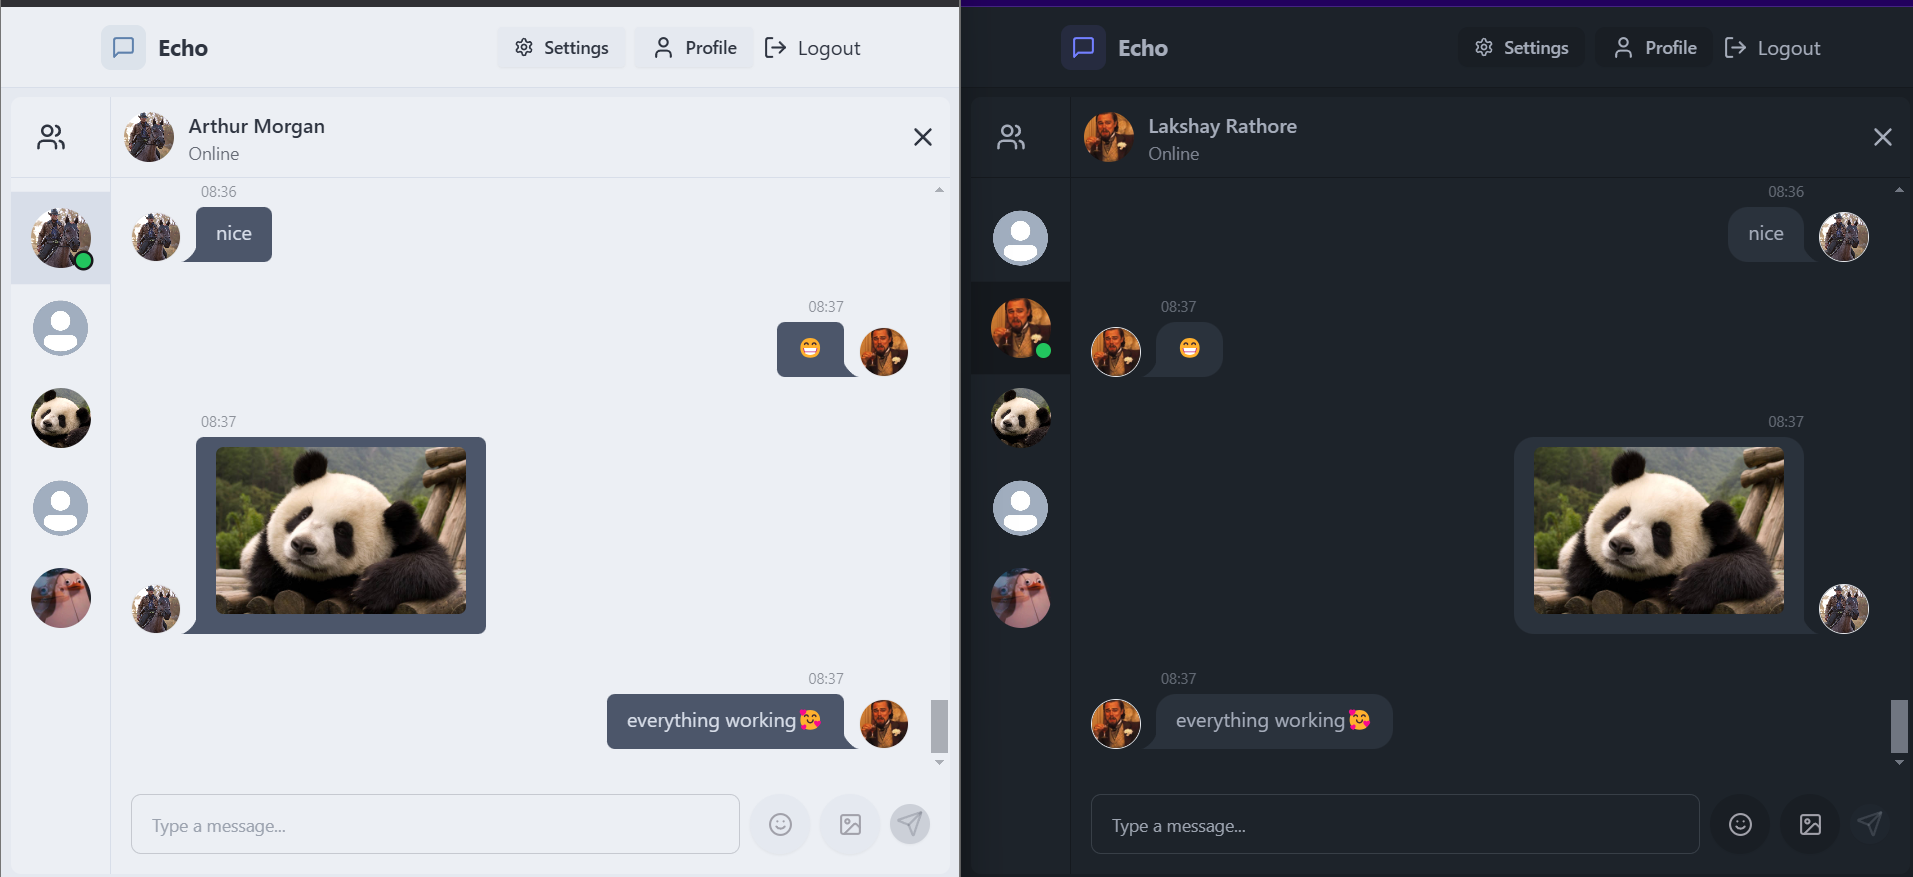 Echo
Settings
Profile
Logout
Arthur Morgan
Online
08:36
nice
08:37
😁
08:37
08:37
everything working🥰
Type a message...
Echo
Settings
Profile
Logout
Lakshay Rathore
Online
08:36
nice
08:37
😁
08:37
08:37
everything working🥰
Type a message...